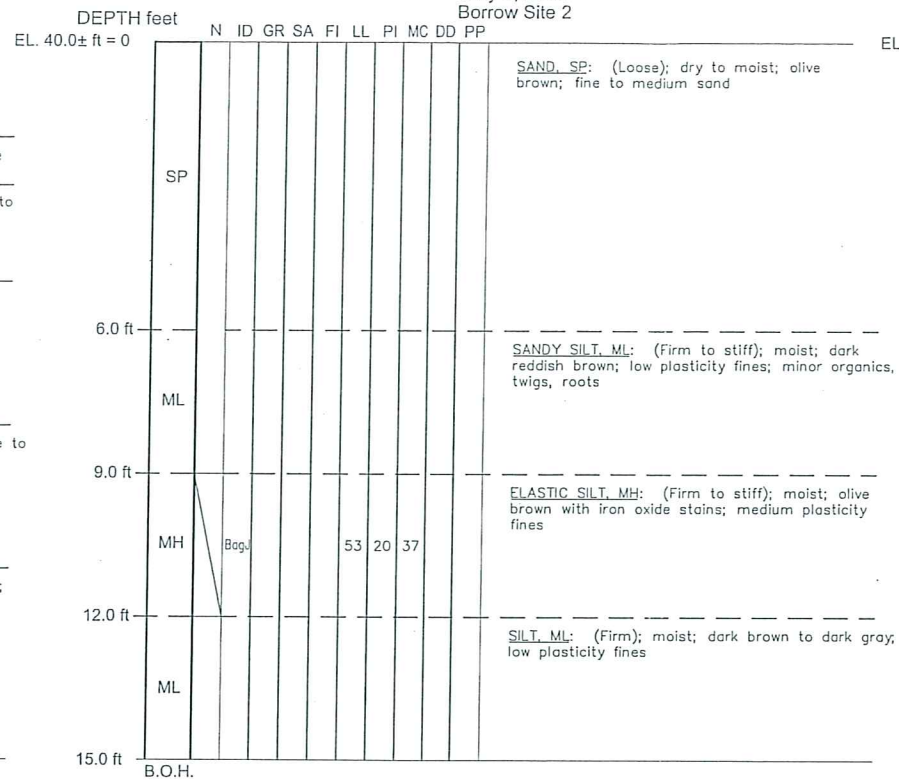 Borrow Site 2
DEPTH feet
N ID GR SA FI LL PI MC DD PP
EL. 40.0± ft = 0
EL
SAND, SP: (Loose); dry to moist; olive
brown; fine to medium sand
to
SP
6.0 ft
SANDY SILT, ML: (Firm to stiff); moist; dark
reddish brown; low plasticity fines; minor organics,
twigs, roots
ML
to
9.0 ft
ELASTIC SILT, MH: (Firm to stiff); moist; olive
brown with iron oxide stains; medium plasticity
fines
MH BagJ 53 20 37
12.0 ft
SILT, ML: (Firm); moist; dark brown to dark gray;
low plasticity fines
ML
15.0 ft
B.O.H.